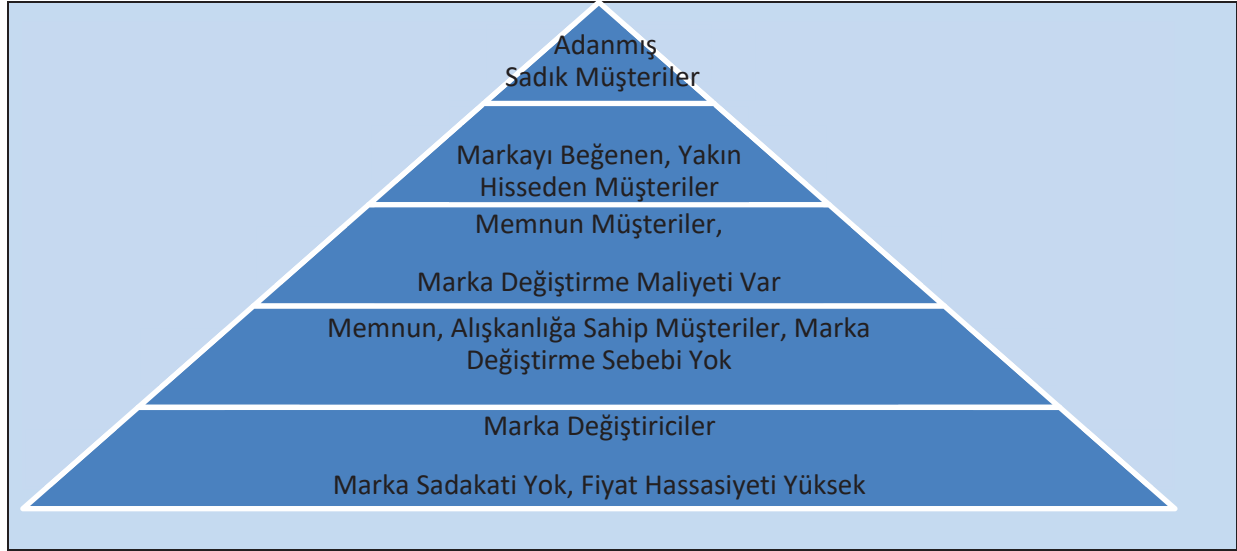 Adanmış
Sadık Müşteriler
Markayı Beğenen, Yakın
Hisseden Müşteriler
Memnun Müşteriler,
Marka Değiştirme Maliyeti Var
Memnun, Alışkanlığa Sahip Müşteriler, Marka
Değiştirme Sebebi Yok
Marka Değiştiriciler
Marka Sadakati Yok, Fiyat Hassasiyeti Yüksek